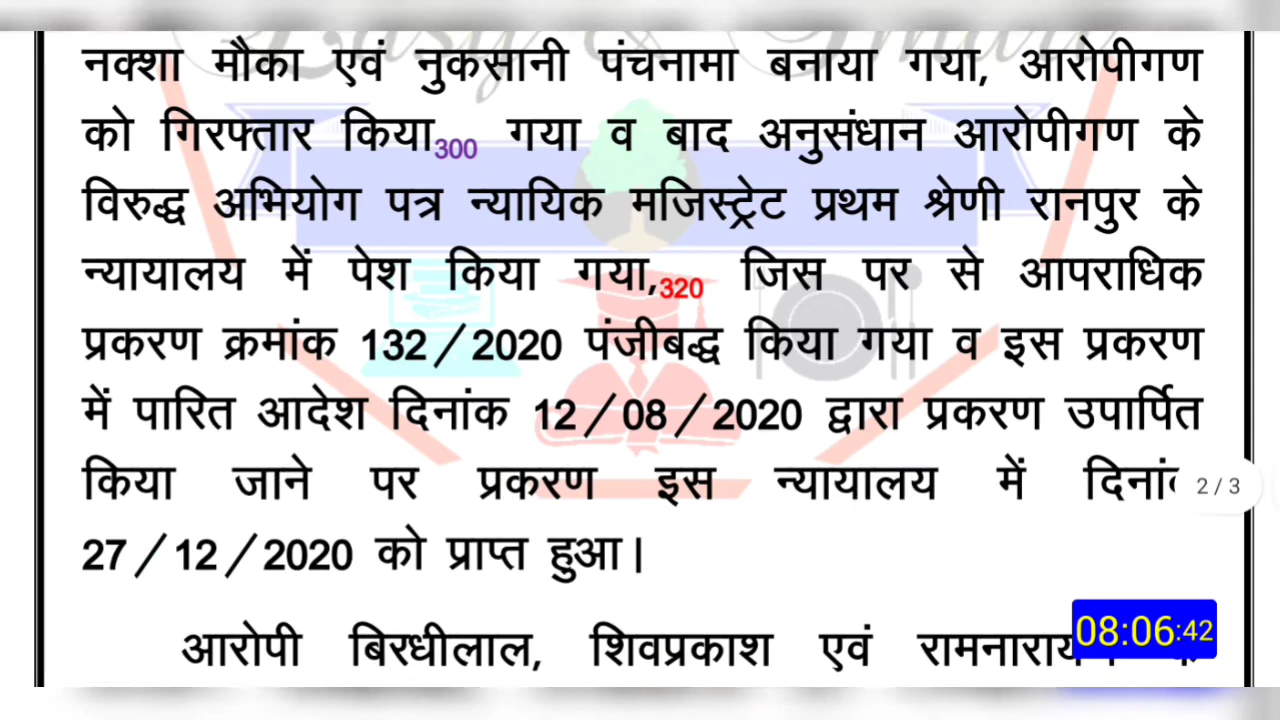 नक्शा मौका एवं नुकसानी पंचनामा बनाया गया, आरोपीगण
को गिरफ्तार किया300 गया व बाद अनुसंधान आरोपीगण के
विरुद्ध अभियोग पत्र न्यायिक मजिस्ट्रेट प्रथम श्रेणी रानपुर के
न्यायालय में पेश किया गया,320 जिस पर से आपराधिक
प्रकरण क्रमांक 132/2020 पंजीबद्ध किया गया व इस प्रकरण
में पारित आदेश दिनांक 12/08/2020 द्वारा प्रकरण उपार्पित
किया जाने पर प्रकरण इस न्यायालय में
2/3
27/12/2020 को प्राप्त हुआ।
08:06:42
आरोपी बिरधीलाल, शिवप्रकाश एवं